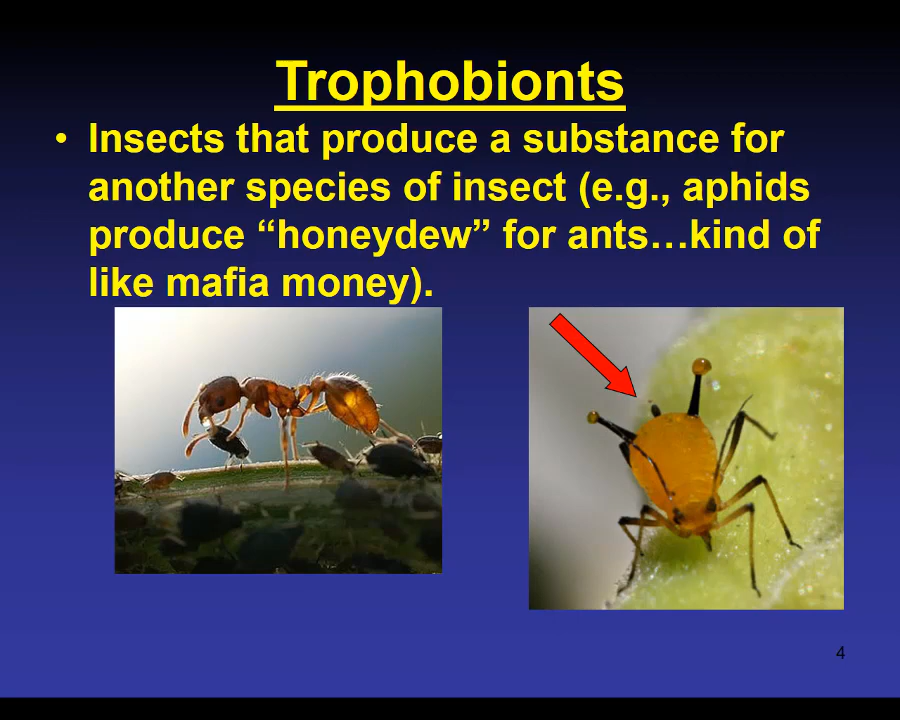 Trophobionts
• Insects that produce a substance for
another species of insect (e.g., aphids
produce “honeydew” for ants…kind of
like mafia money).
4